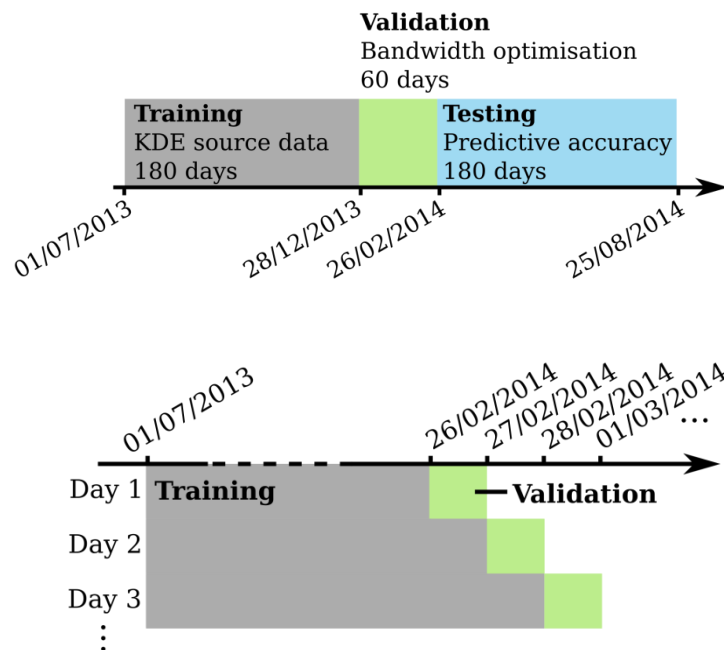 Validation
Bandwidth optimisation
60 days
Training
KDE source data
180 days
Testing
Predictive accuracy
180 days
01/07/2013
28/12/2013
26/02/2014
25/08/2014
01/07/2013
26/02/2014
27/02/2014
28/02/2014
01/03/2014
...
Day 1
Training
Validation
Day 2
Day 3
⋮